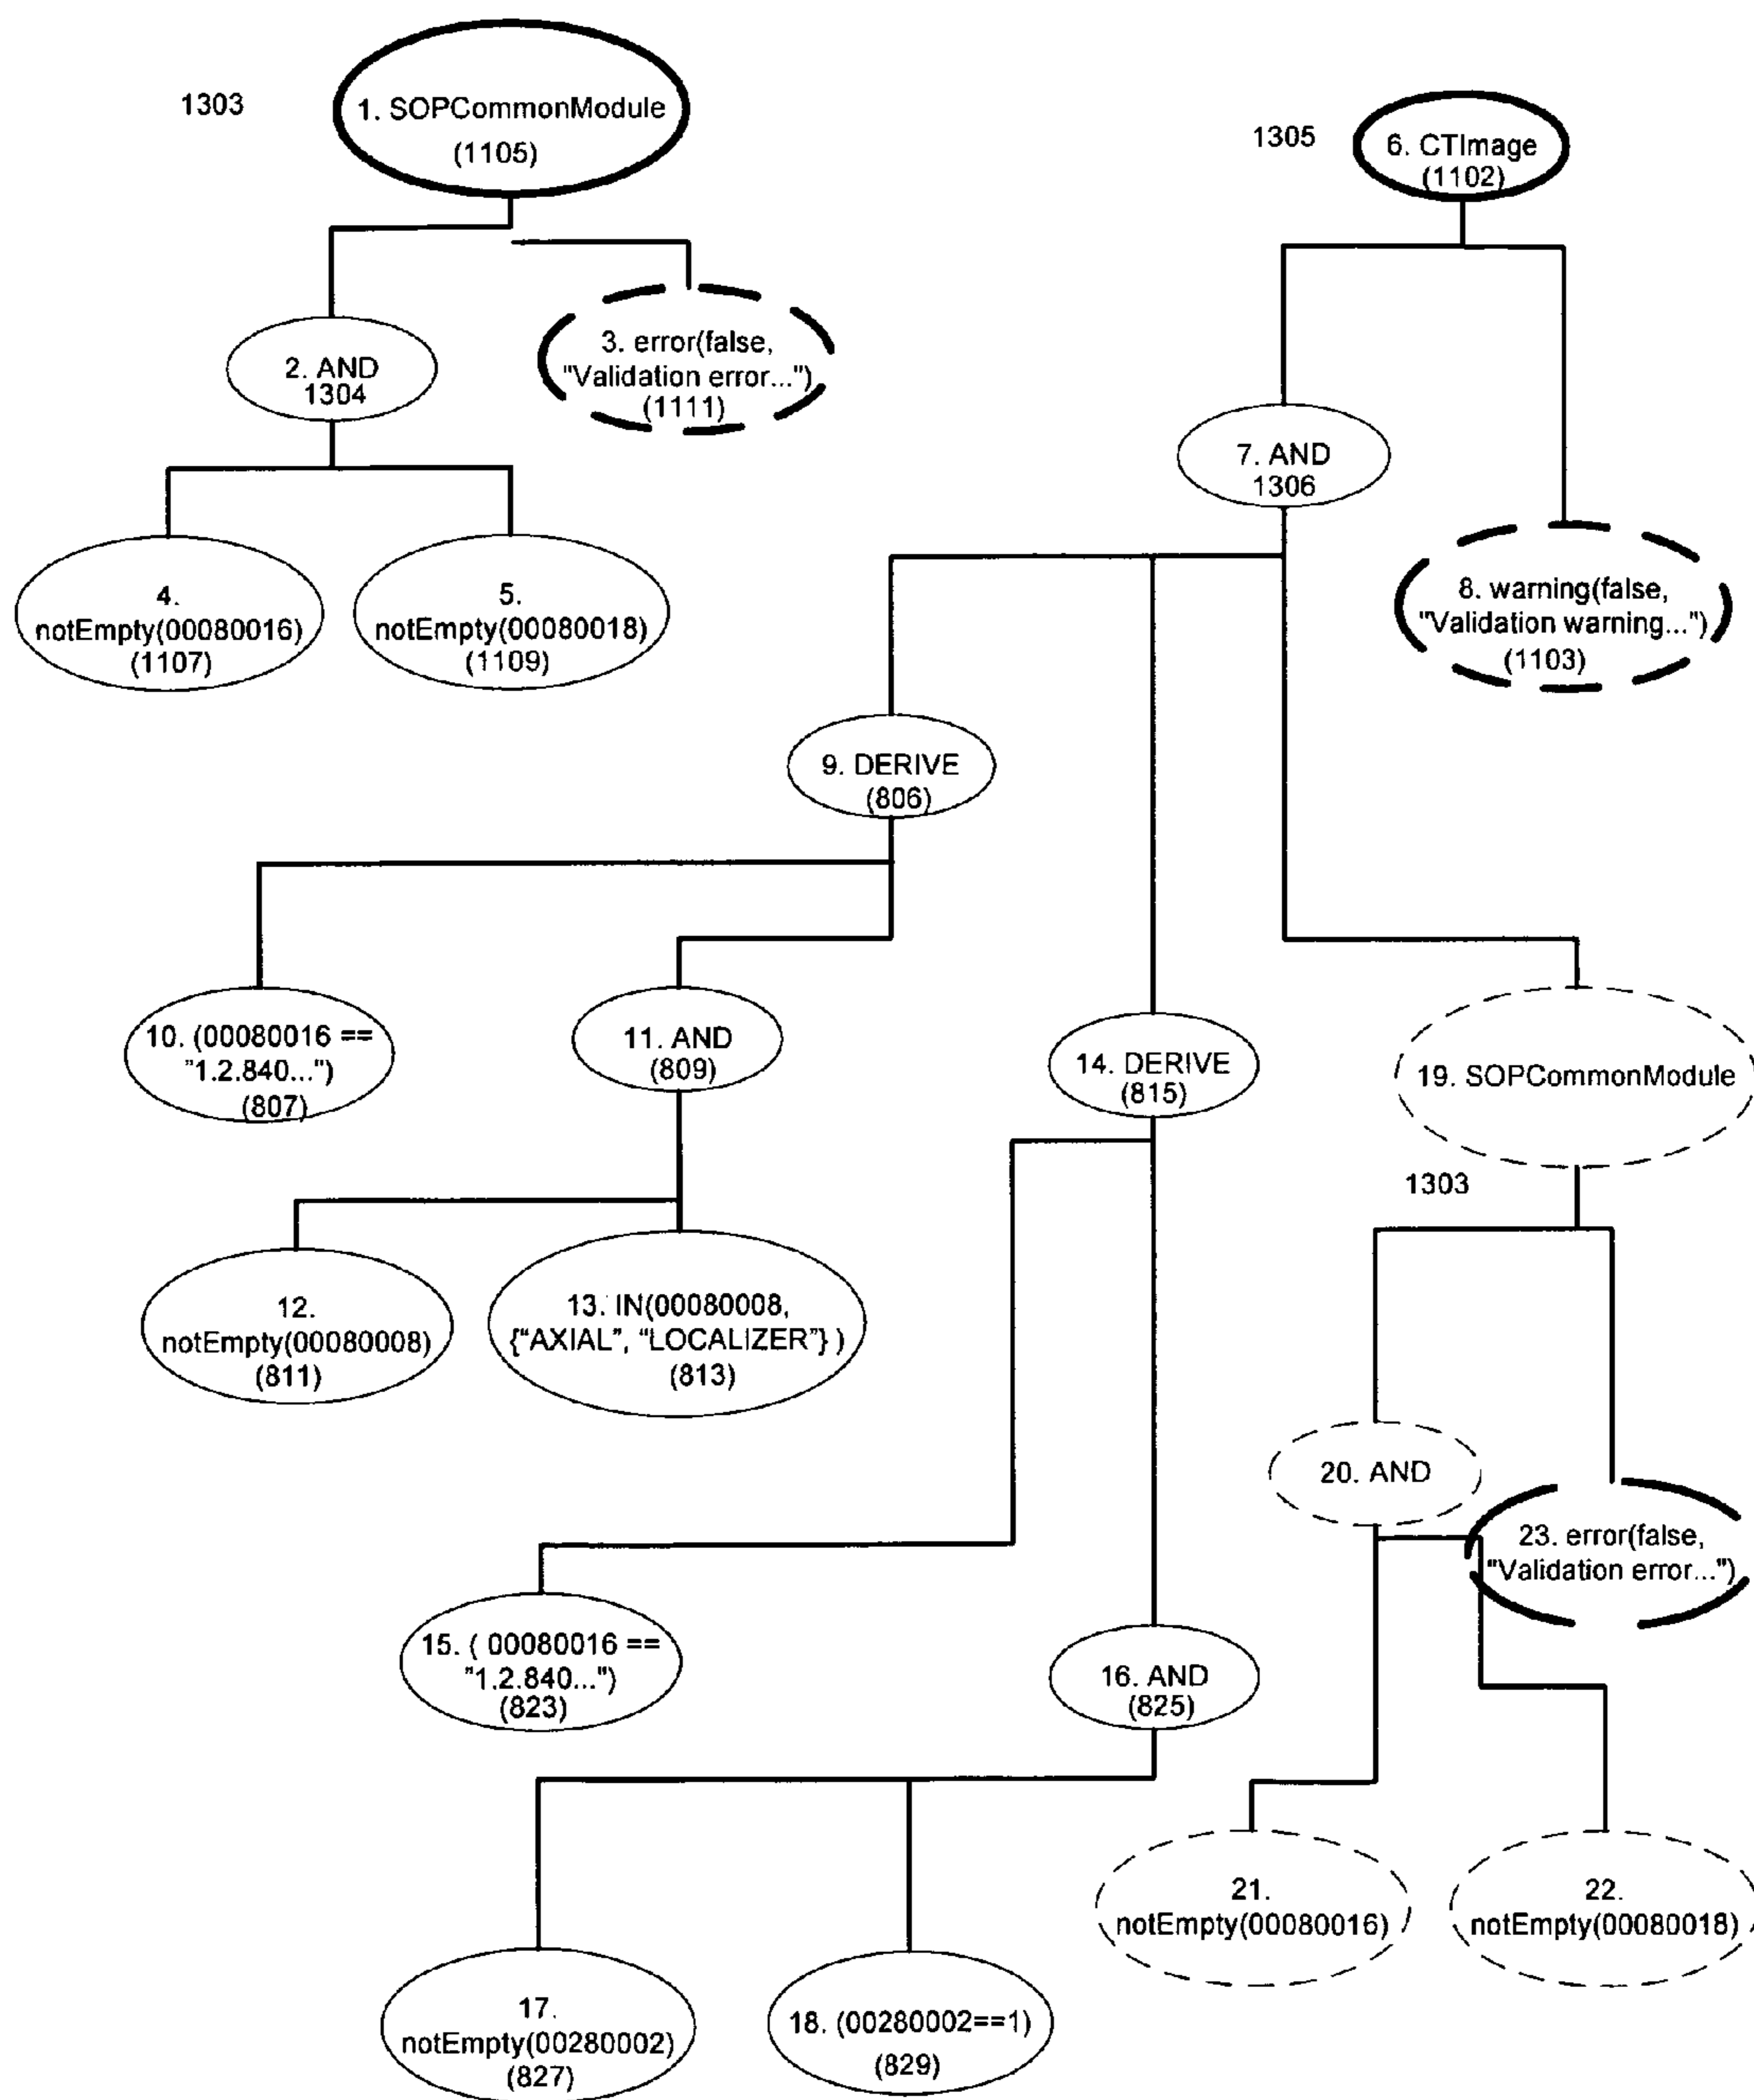 1303
1. SOPCommonModule
(1105)
1305
6. CTImage
(1102)
3. error(false,
"Validation error...")
(1111)
2. AND
1304
7. AND
1306
4.
notEmpty(00080016)
(1107)
5.
notEmpty(00080018)
(1109)
8. warning(false,
"Validation warning...")
(1103)
9. DERIVE
(806)
10. (00080016 ==
"1.2.840...")
(807)
11. AND
(809)
14. DERIVE
(815)
19. SOPCommonModule
1303
12.
notEmpty(00080008)
(811)
13. IN(00080008,
{“AXIAL”, “LOCALIZER”} )
(813)
20. AND
23. error(false,
"Validation error...")
15. ( 00080016 ==
"1.2.840...")
(823)
16. AND
(825)
21.
notEmpty(00080016)
22.
notEmpty(00080018)
17.
notEmpty(00280002)
(827)
18. (00280002==1)
(829)